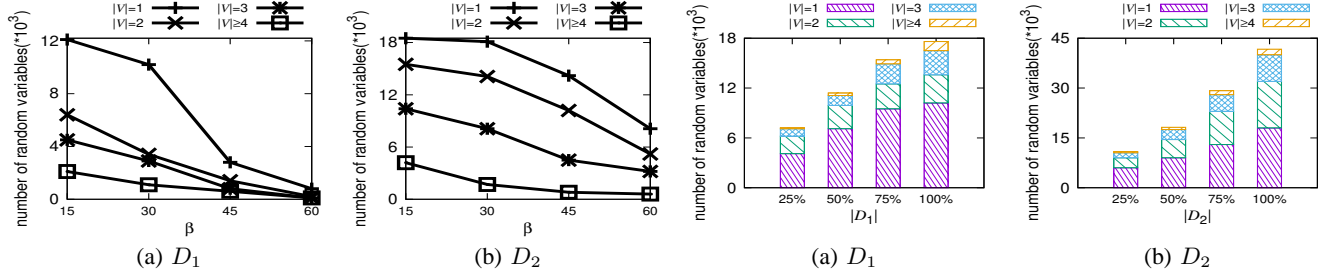 |V|=1
|V|=2
|V|=3
|V|≥4
number of random variables(*10³)
12
8
4
0
15
30
45
60
β
(a) D₁
|V|=1
|V|=2
|V|=3
|V|≥4
number of random variables(*10³)
18
15
12
9
6
3
0
15
30
45
60
β
(b) D₂
|V|=1
|V|=2
|V|=3
|V|≥4
number of random variables(*10³)
18
12
6
0
25%
50%
75%
100%
|D₁|
(a) D₁
|V|=1
|V|=2
|V|=3
|V|≥4
number of random variables(*10³)
45
30
15
0
25%
50%
75%
100%
|D₂|
(b) D₂